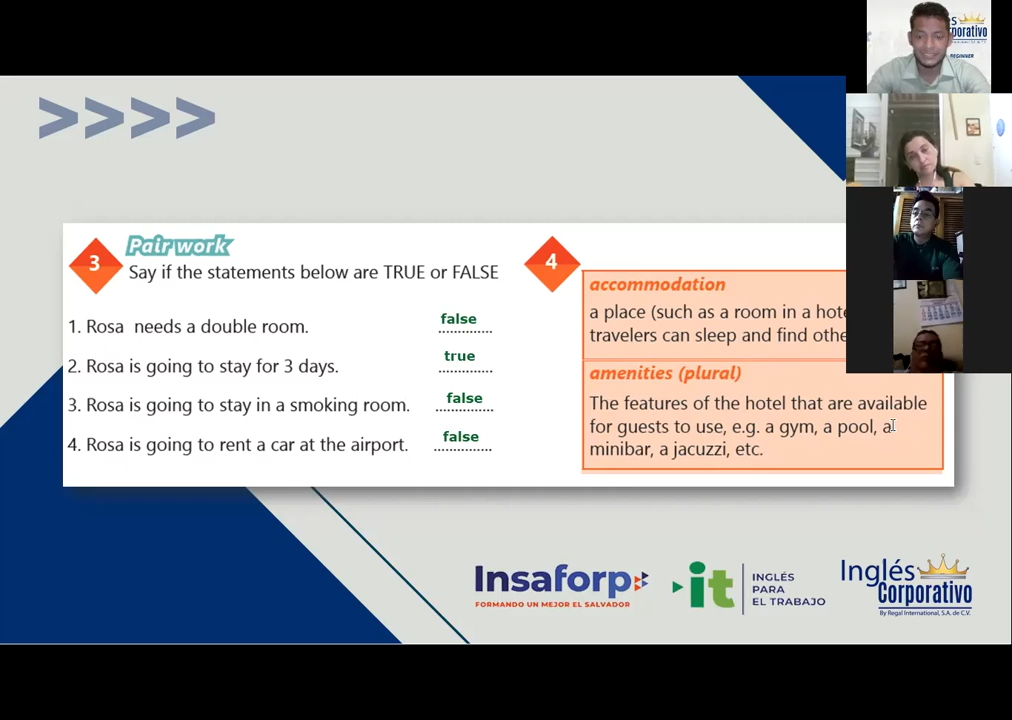 >>>>
3
Pair work
Say if the statements below are TRUE or FALSE
1. Rosa needs a double room.
false
2. Rosa is going to stay for 3 days.
true
3. Rosa is going to stay in a smoking room.
false
4. Rosa is going to rent a car at the airport.
false
4
accommodation
a place (such as a room in a hote
travelers can sleep and find othe
amenities (plural)
The features of the hotel that are available
for guests to use, e.g. a gym, a pool, a
minibar, a jacuzzi, etc.
Insaforp
FORMANDO UN MEJOR EL SALVADOR
it
INGLÉS
PARA
EL TRABAJO
Inglés
Corporativo
By Regal International, S.A. de C.V.
s
porativo
BEGINNER